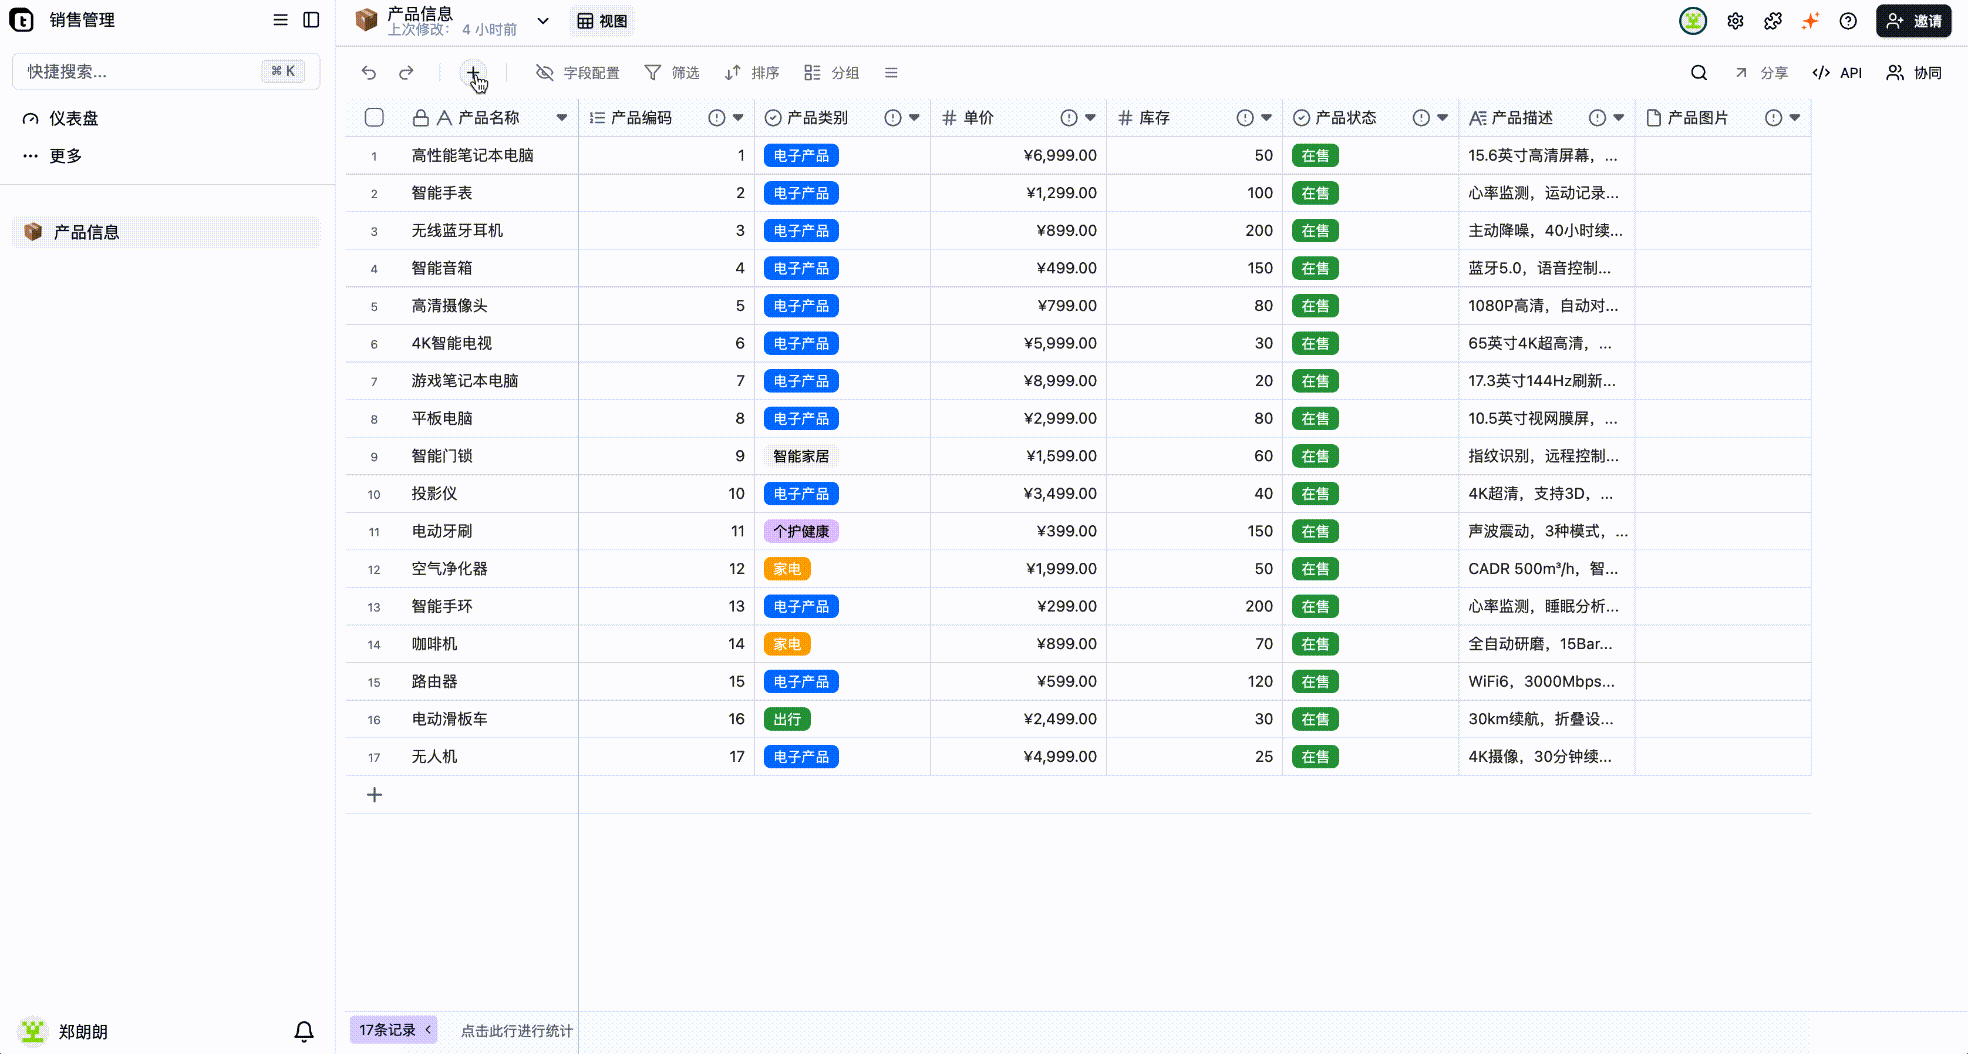 销售管理
快捷搜索...
⌘ K
仪表盘
更多
产品信息
郑朗朗
产品信息
上次修改： 4 小时前
视图
邀请
字段配置 筛选 排序 分组
分享 API 协同
产品名称 产品编码 产品类别 单价 库存 产品状态 产品描述 产品图片
1 高性能笔记本电脑 1 电子产品 ¥6,999.00 50 在售 15.6英寸高清屏幕，...
2 智能手表 2 电子产品 ¥1,299.00 100 在售 心率监测，运动记录...
3 无线蓝牙耳机 3 电子产品 ¥899.00 200 在售 主动降噪，40小时续...
4 智能音箱 4 电子产品 ¥499.00 150 在售 蓝牙5.0，语音控制...
5 高清摄像头 5 电子产品 ¥799.00 80 在售 1080P高清，自动对...
6 4K智能电视 6 电子产品 ¥5,999.00 30 在售 65英寸4K超高清，...
7 游戏笔记本电脑 7 电子产品 ¥8,999.00 20 在售 17.3英寸144Hz刷新...
8 平板电脑 8 电子产品 ¥2,999.00 80 在售 10.5英寸视网膜屏，...
9 智能门锁 9 智能家居 ¥1,599.00 60 在售 指纹识别，远程控制...
10 投影仪 10 电子产品 ¥3,499.00 40 在售 4K超清，支持3D，...
11 电动牙刷 11 个护健康 ¥399.00 150 在售 声波震动，3种模式，...
12 空气净化器 12 家电 ¥1,999.00 50 在售 CADR 500m³/h，智...
13 智能手环 13 电子产品 ¥299.00 200 在售 心率监测，睡眠分析...
14 咖啡机 14 家电 ¥899.00 70 在售 全自动研磨，15Bar...
15 路由器 15 电子产品 ¥599.00 120 在售 WiFi6，3000Mbps...
16 电动滑板车 16 出行 ¥2,499.00 30 在售 30km续航，折叠设...
17 无人机 17 电子产品 ¥4,999.00 25 在售 4K摄像，30分钟续...
17条记录 点击此行进行统计